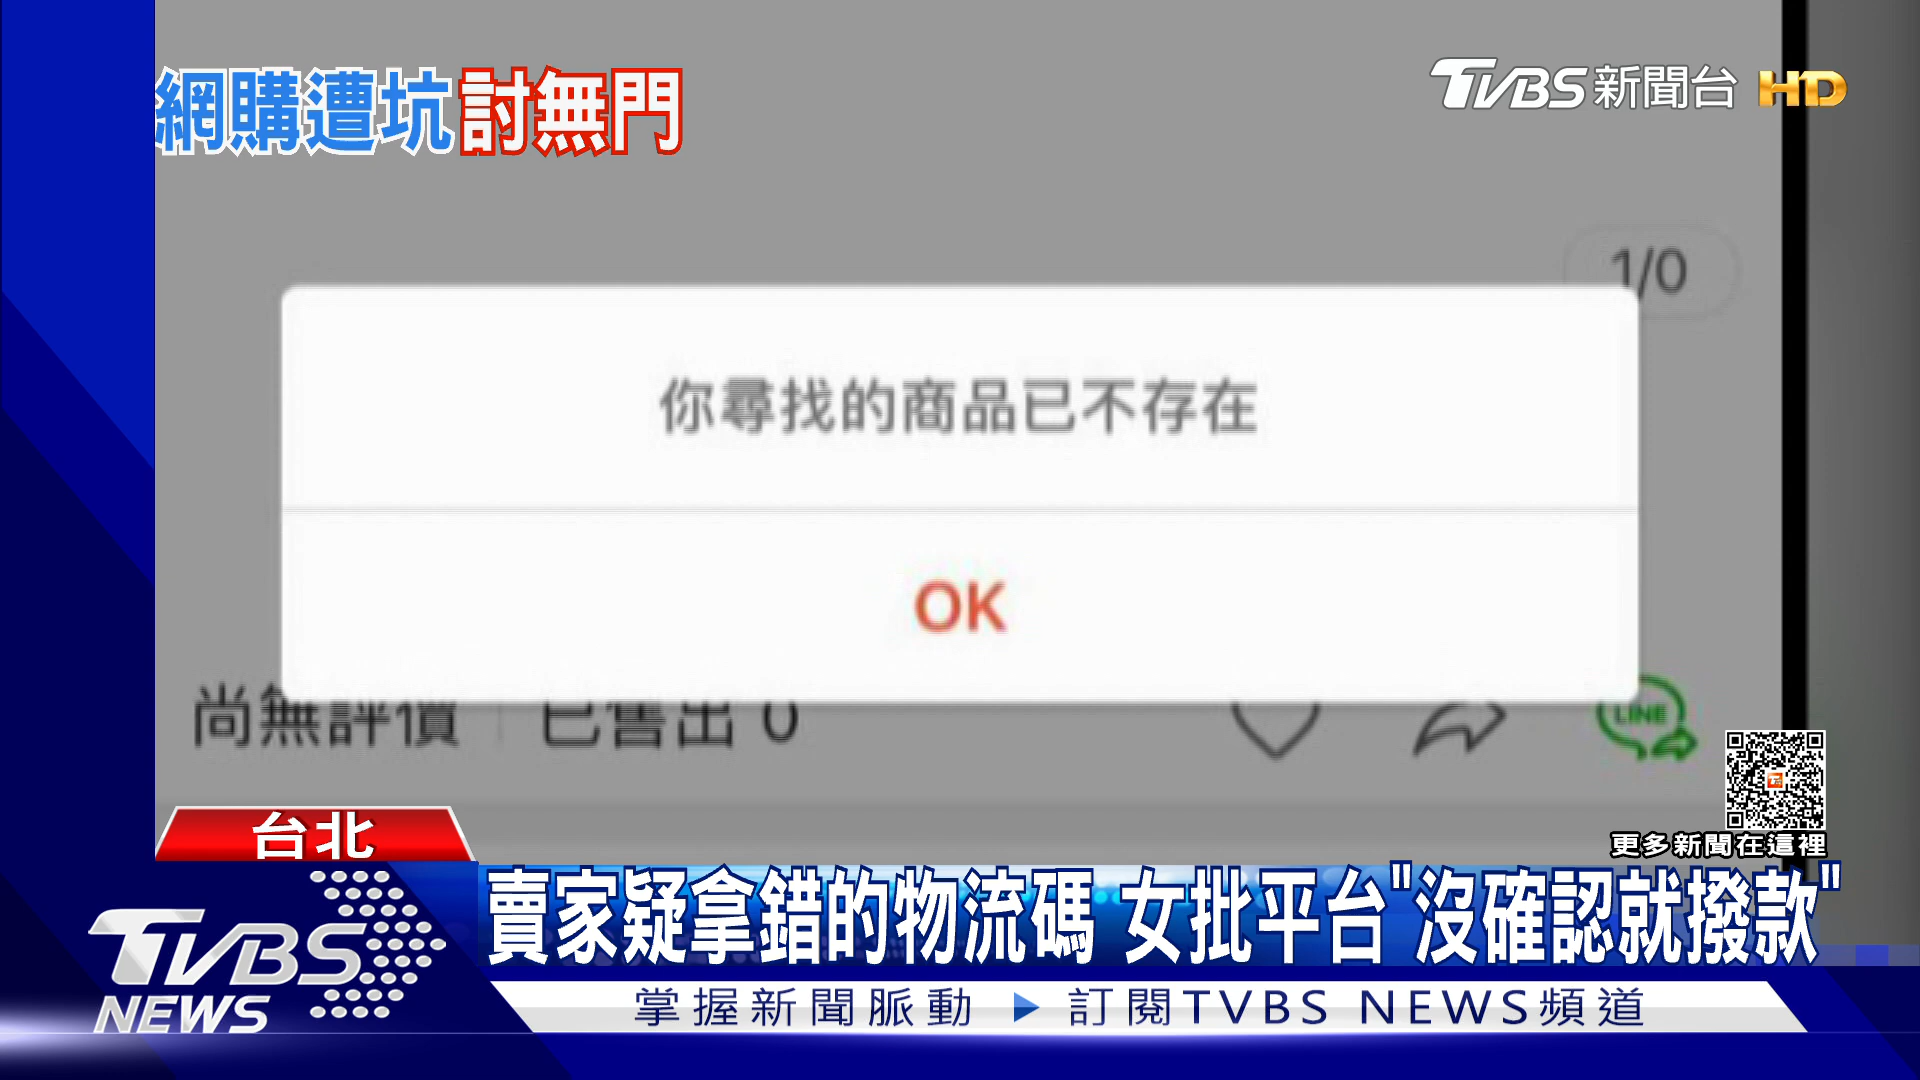 網購遭坑討無門
TVBS新聞台 HD
1/0
你尋找的商品已不存在
OK
尚無評價 已售出 0
LINE
更多新聞在這裡
台北
賣家疑拿錯的物流碼 女批平台"沒確認就撥款"
TVBS
NEWS
掌握新聞脈動 ▶ 訂閱TVBS NEWS頻道